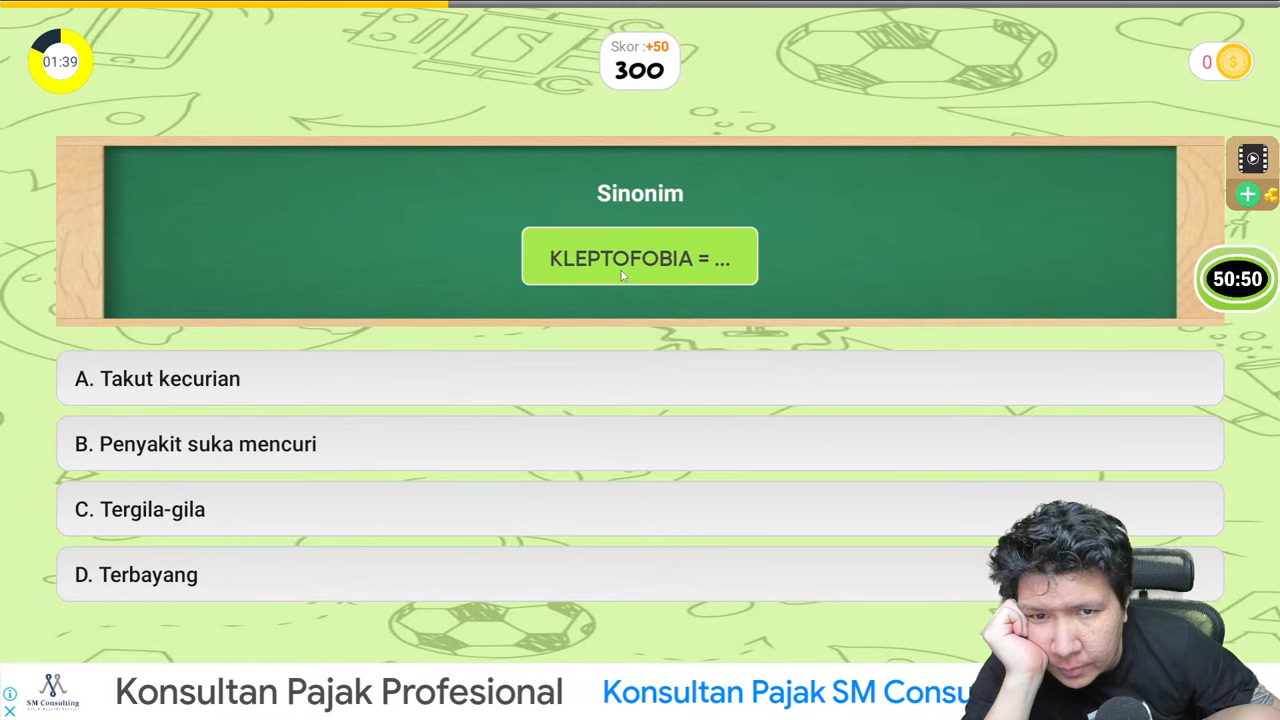 01:39
Skor :+50
300
0
Sinonim
KLEPTOFOBIA = ...
50:50
A. Takut kecurian
B. Penyakit suka mencuri
C. Tergila-gila
D. Terbayang
SM Consulting
Konsultan Pajak Profesional
Konsultan Pajak SM Consu